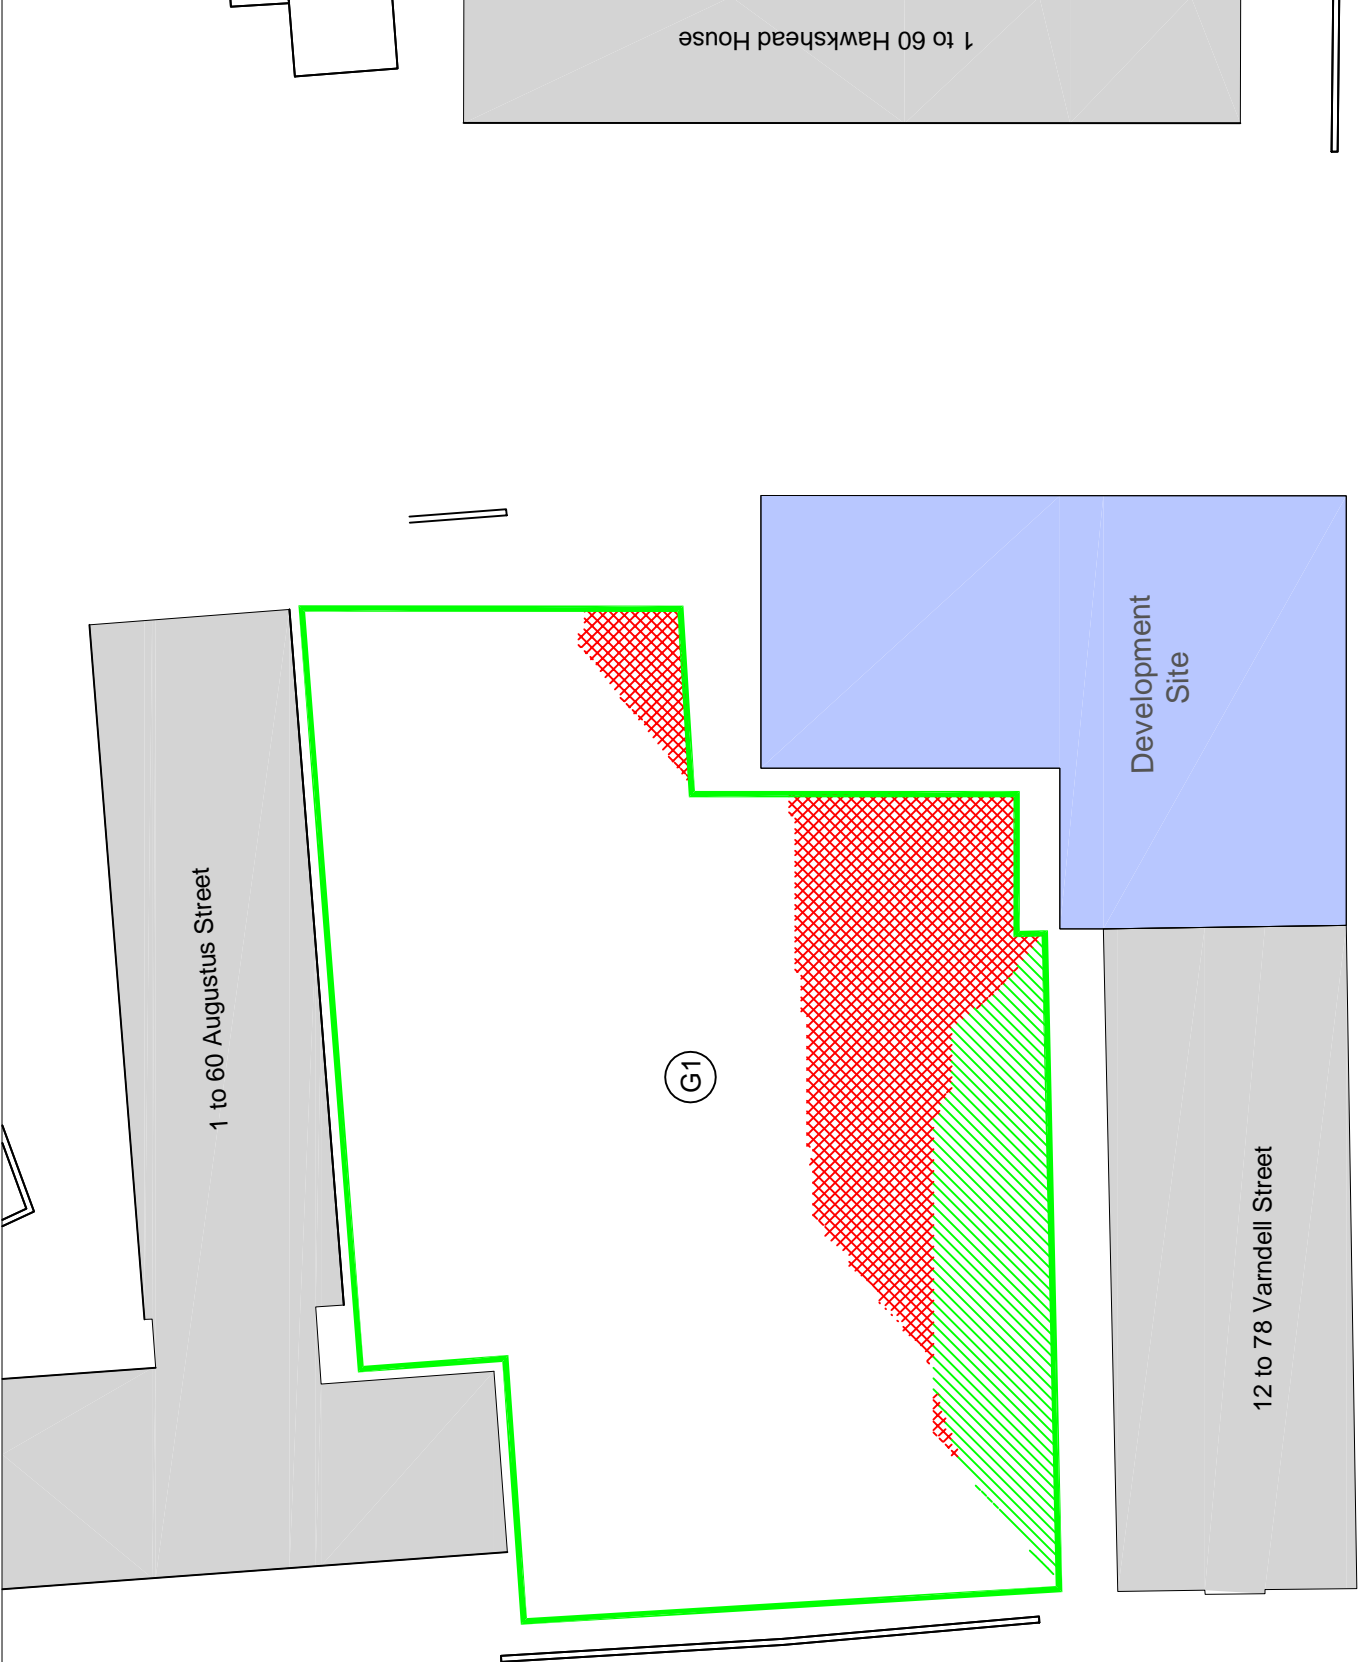 1 to 60 Hawkshead House
Development
Site
1 to 60 Augustus Street
G1
12 to 78 Varndell Street